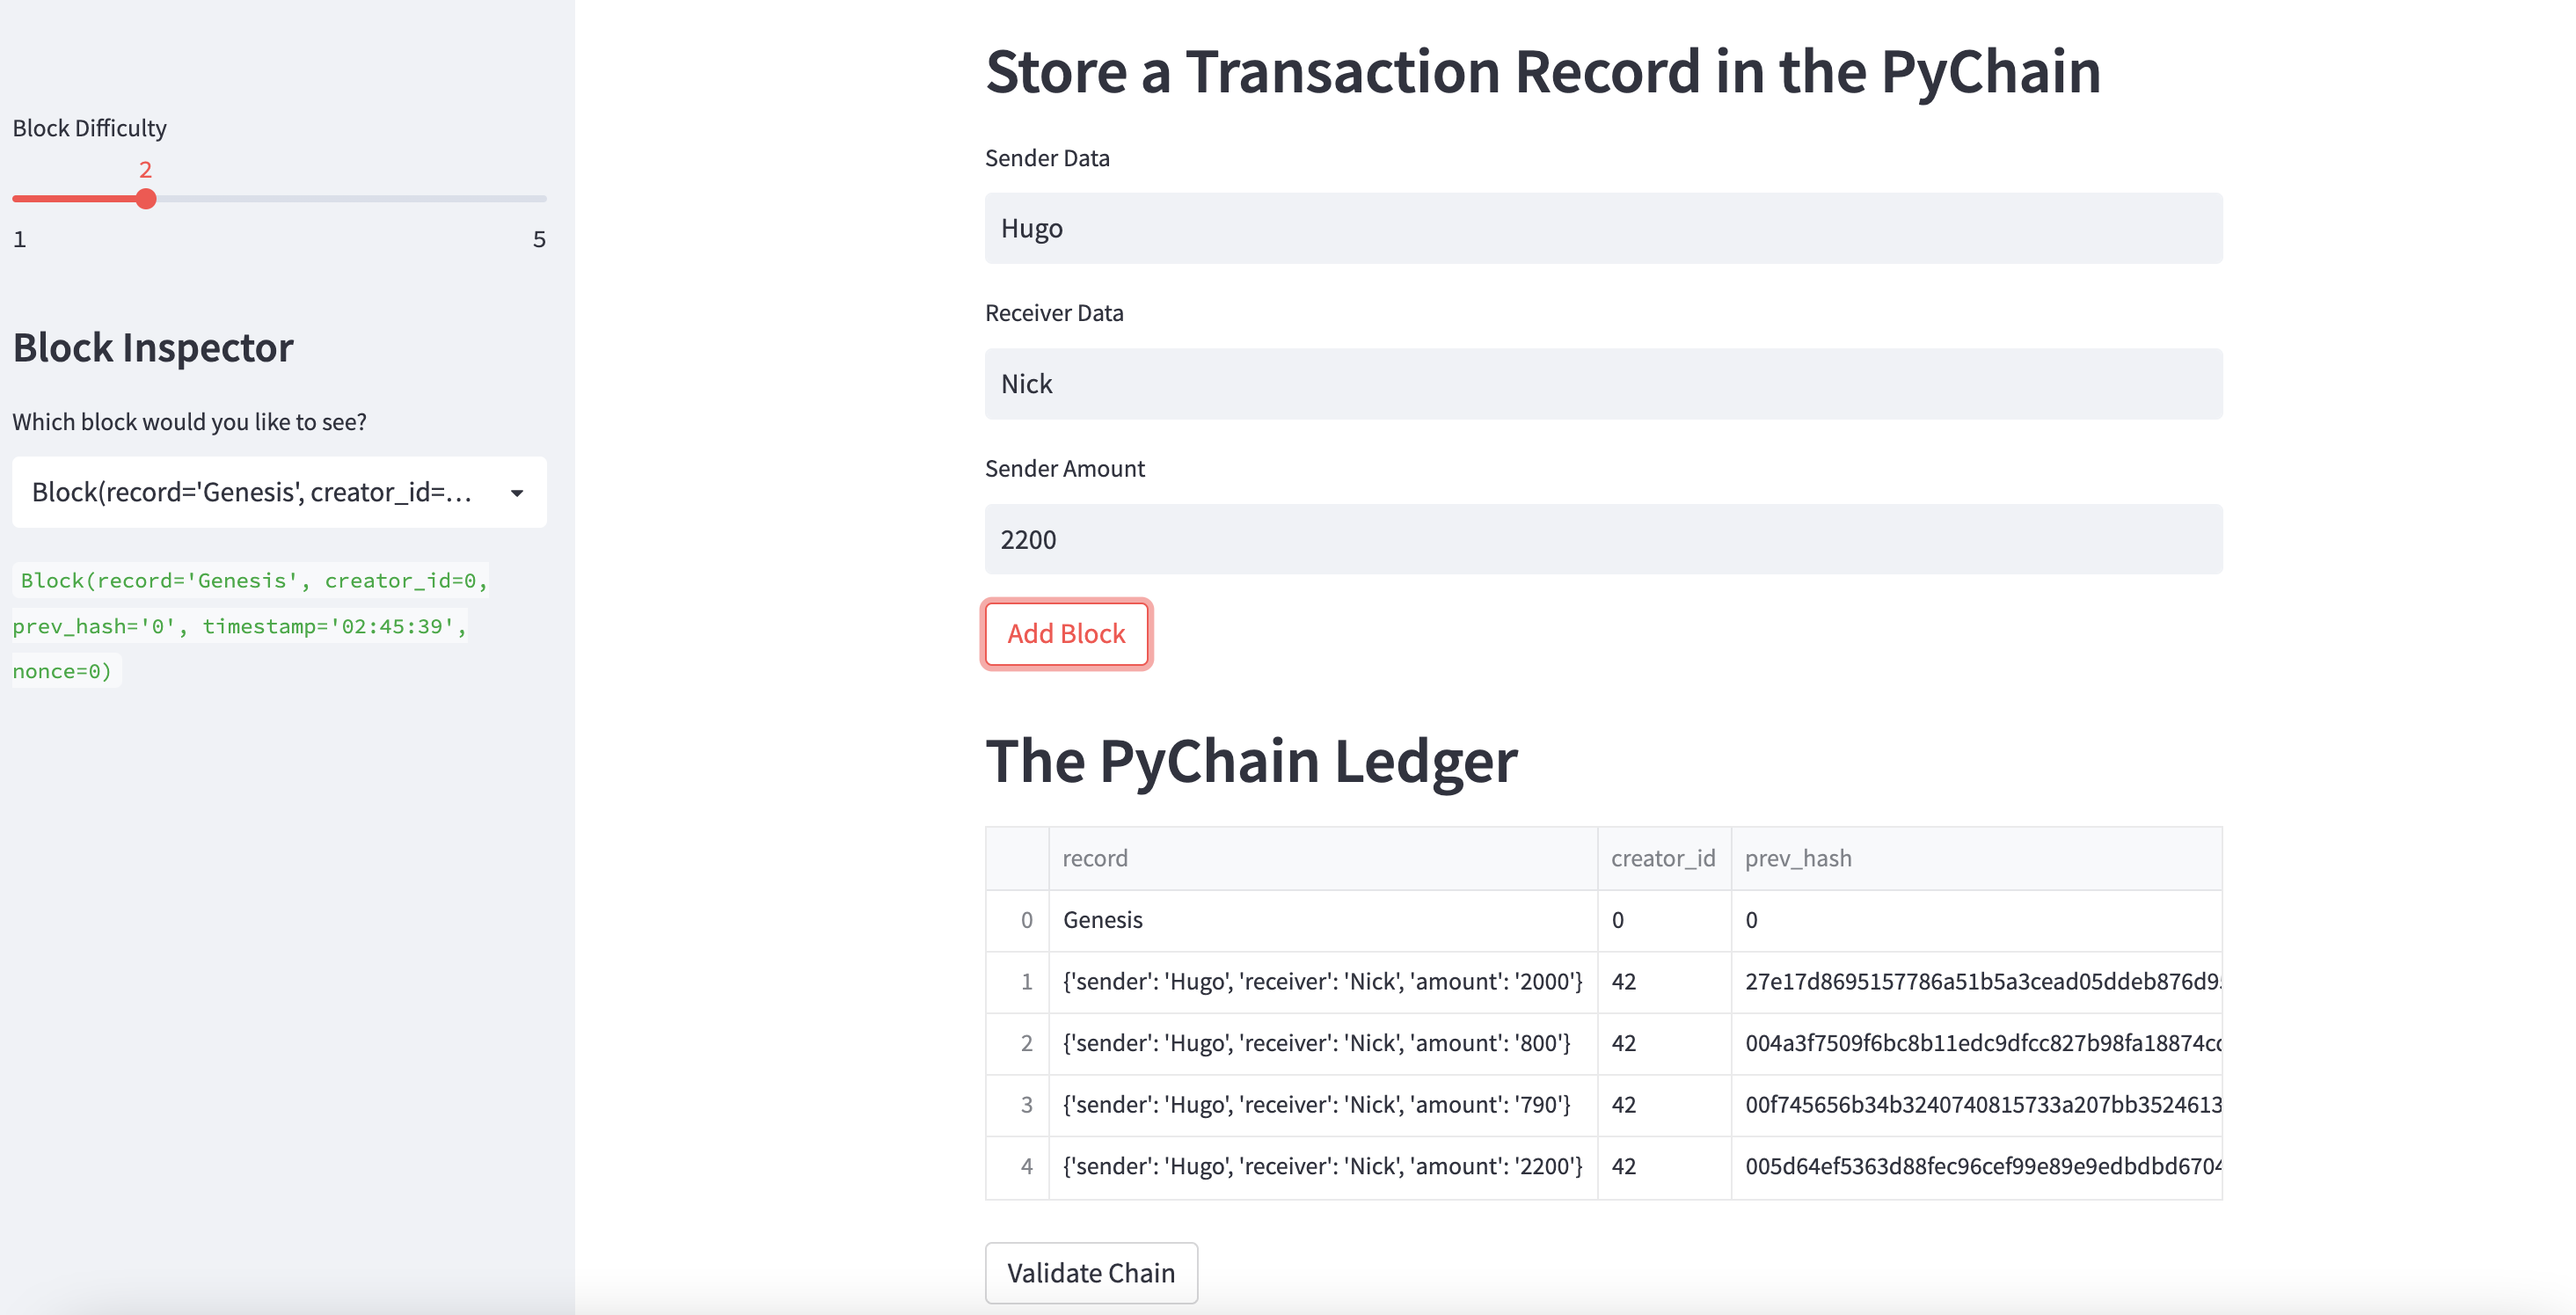 Block Difficulty
2
1 5
Block Inspector
Which block would you like to see?
Block(record='Genesis', creator_id=...
Block(record='Genesis', creator_id=0,
prev_hash='0', timestamp='02:45:39',
nonce=0)
Store a Transaction Record in the PyChain
Sender Data
Hugo
Receiver Data
Nick
Sender Amount
2200
Add Block
The PyChain Ledger
record creator_id prev_hash
0 Genesis 0 0
1 {'sender': 'Hugo', 'receiver': 'Nick', 'amount': '2000'} 42 27e17d8695157786a51b5a3cead05ddeb876d9
2 {'sender': 'Hugo', 'receiver': 'Nick', 'amount': '800'} 42 004a3f7509f6bc8b11edc9dfcc827b98fa18874c
3 {'sender': 'Hugo', 'receiver': 'Nick', 'amount': '790'} 42 00f745656b34b3240740815733a207bb3524613
4 {'sender': 'Hugo', 'receiver': 'Nick', 'amount': '2200'} 42 005d64ef5363d88fec96cef99e89e9edbdbd6704
Validate Chain